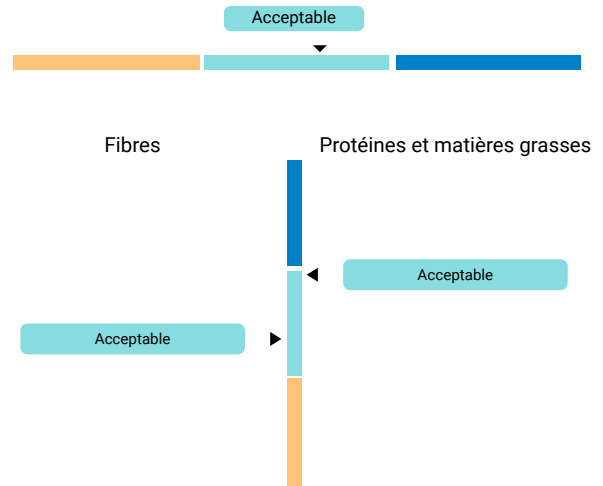 Acceptable
Fibres
Protéines et matières grasses
Acceptable
Acceptable